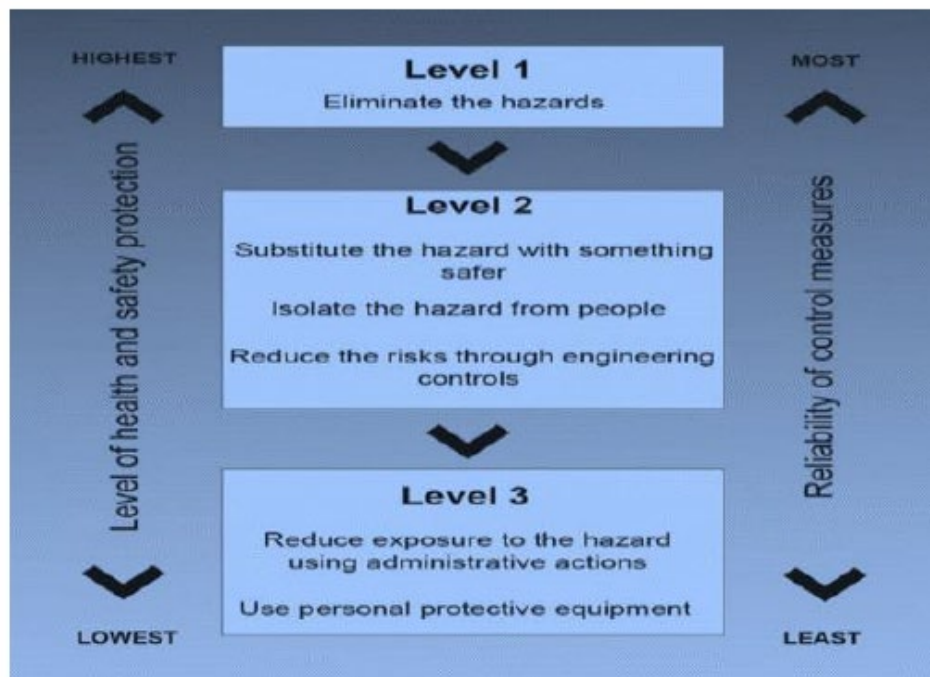 HIGHEST
Level of health and safety protection
LOWEST
Level 1
Eliminate the hazards
Level 2
Substitute the hazard with something
safer
Isolate the hazard from people
Reduce the risks through engineering
controls
Level 3
Reduce exposure to the hazard
using administrative actions
Use personal protective equipment
MOST
Reliability of control measures
LEAST